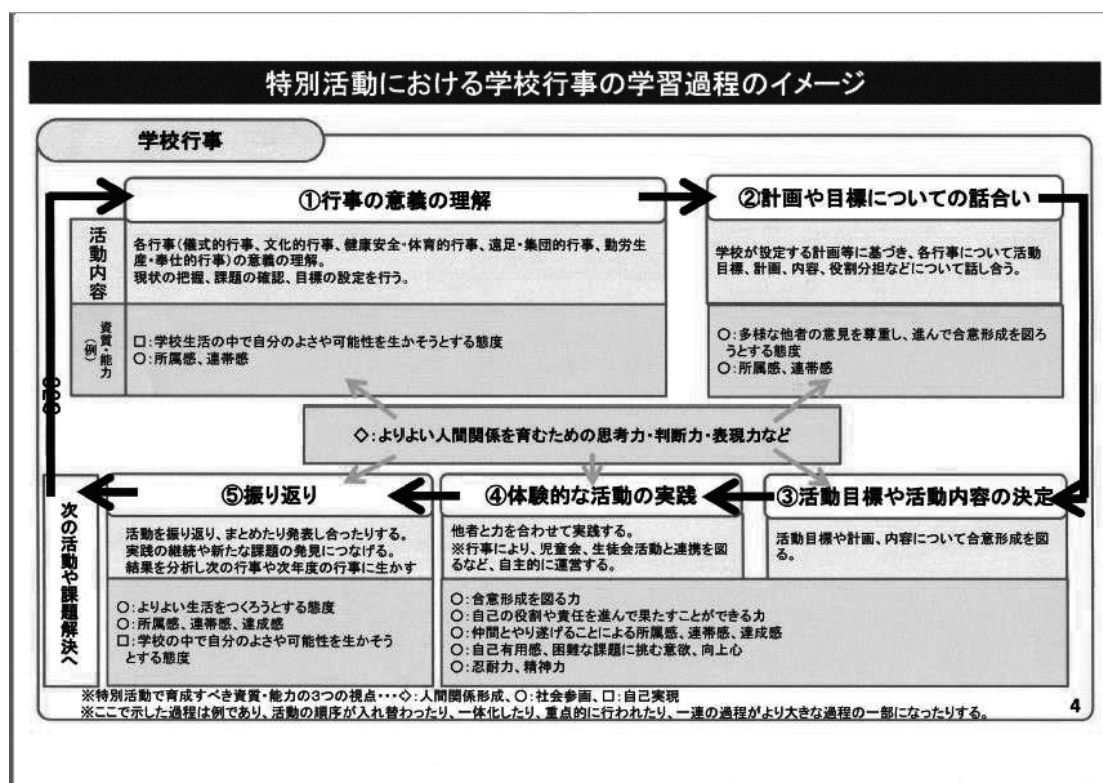 特別活動における学校行事の学習過程のイメージ
学校行事
①行事の意義の理解
活動内容
各行事(儀式的行事、文化的行事、健康安全・体育的行事、遠足・集団的行事、勤労生
産・奉仕的行事)の意義の理解。
現状の把握、課題の確認、目標の設定を行う。
資質・能力
(例)
□:学校生活の中で自分のよさや可能性を生かそうとする態度
○:所属感、連帯感
②計画や目標についての話合い
学校が設定する計画等に基づき、各行事について活動
目標、計画、内容、役割分担などについて話し合う。
○:多様な他者の意見を尊重し、進んで合意形成を図ろ
うとする態度
○:所属感、連帯感
◇:よりよい人間関係を育むための思考力・判断力・表現力など
③活動目標や活動内容の決定
活動目標や計画、内容について合意形成を図
る。
④体験的な活動の実践
他者と力を合わせて実践する。
※行事により、児童会、生徒会活動と連携を図
るなど、自主的に運営する。
○:合意形成を図る力
○:自己の役割や責任を進んで果たすことができる力
○:仲間とやり遂げることによる所属感、連帯感、達成感
○:自己有用感、困難な課題に挑む意欲、向上心
○:忍耐力、精神力
⑤振り返り
活動を振り返り、まとめたり発表し合ったりする。
実践の継続や新たな課題の発見につなげる。
結果を分析し次の行事や次年度の行事に生かす
○:よりよい生活をつくろうとする態度
○:所属感、連帯感、達成感
□:学校の中で自分のよさや可能性を生かそう
とする態度
次の活動や課題解決へ
※特別活動で育成すべき資質・能力の3つの視点・・・◇:人間関係形成、○:社会参画、□:自己実現
※ここで示した過程は例であり、活動の順序が入れ替わったり、一体化したり、重点的に行われたり、一連の過程がより大きな過程の一部になったりする。
4